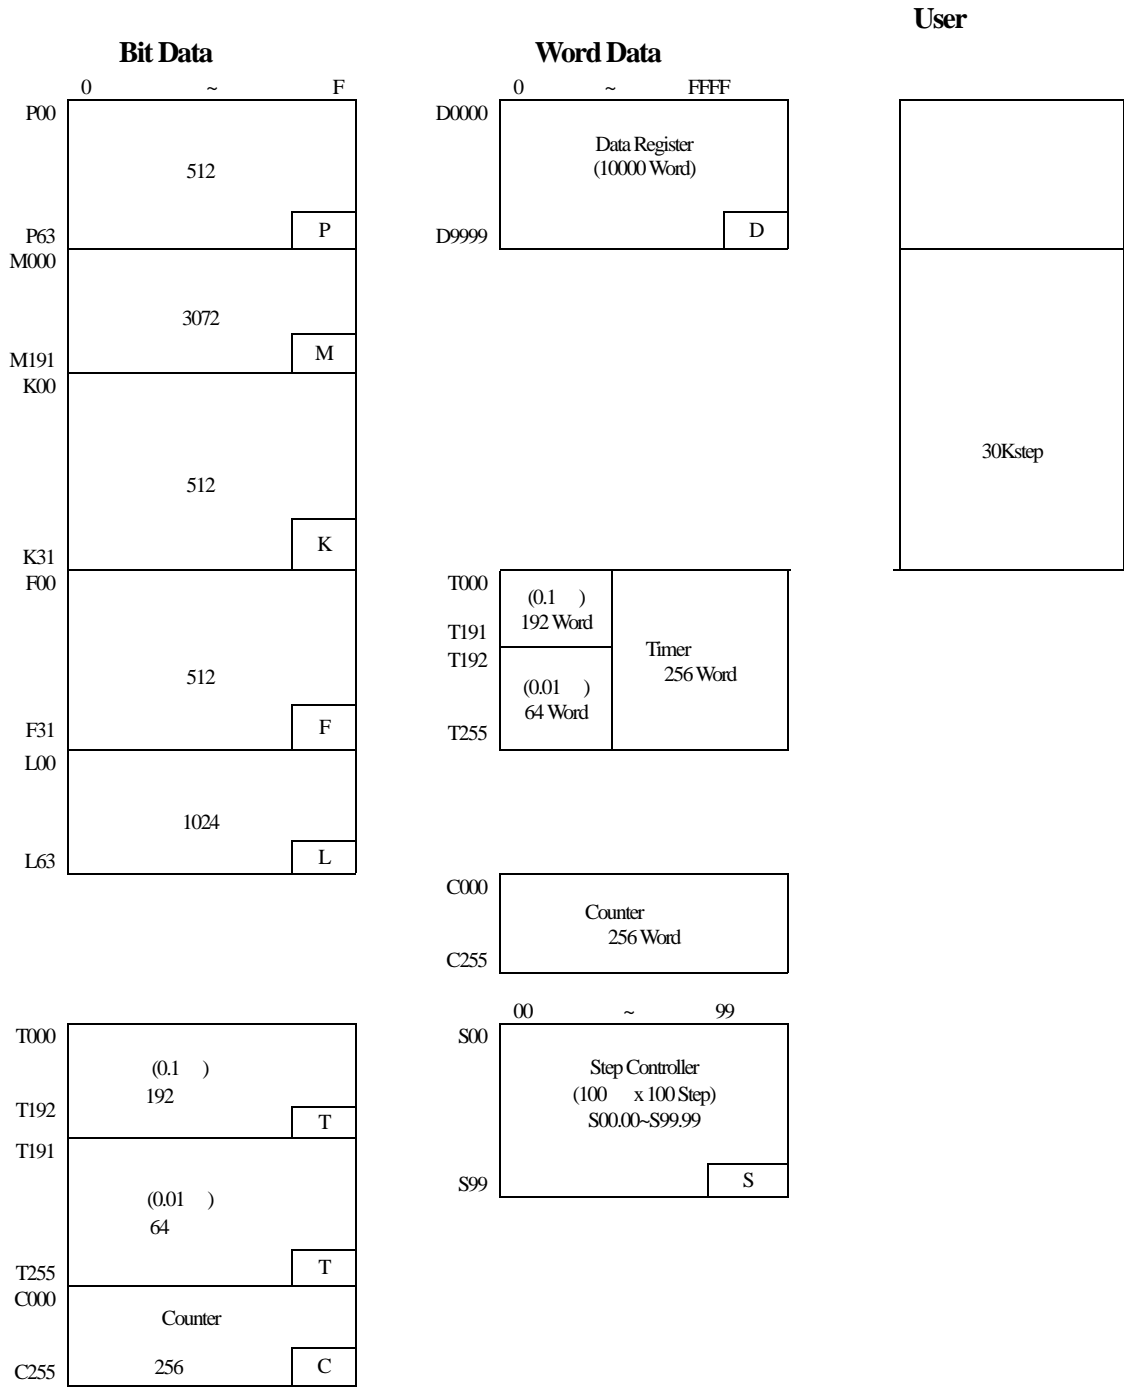 User
Bit Data
0 ~ F
P00
512
P
P63
M000
3072
M
M191
K00
512
K
K31
F00
512
F
F31
L00
1024
L
L63
T000
(0.1 )
192
T
T192
T191
(0.01 )
64
T
T255
C000
Counter
256
C
C255
Word Data
0 ~ FFFF
D0000
Data Register
(10000 Word)
D
D9999
T000
(0.1 )
192 Word
T191
T192
(0.01 )
64 Word
T255
Timer
256 Word
C000
Counter
256 Word
C255
00 ~ 99
S00
Step Controller
(100 x 100 Step)
S00.00~S99.99
S
S99
30Kstep